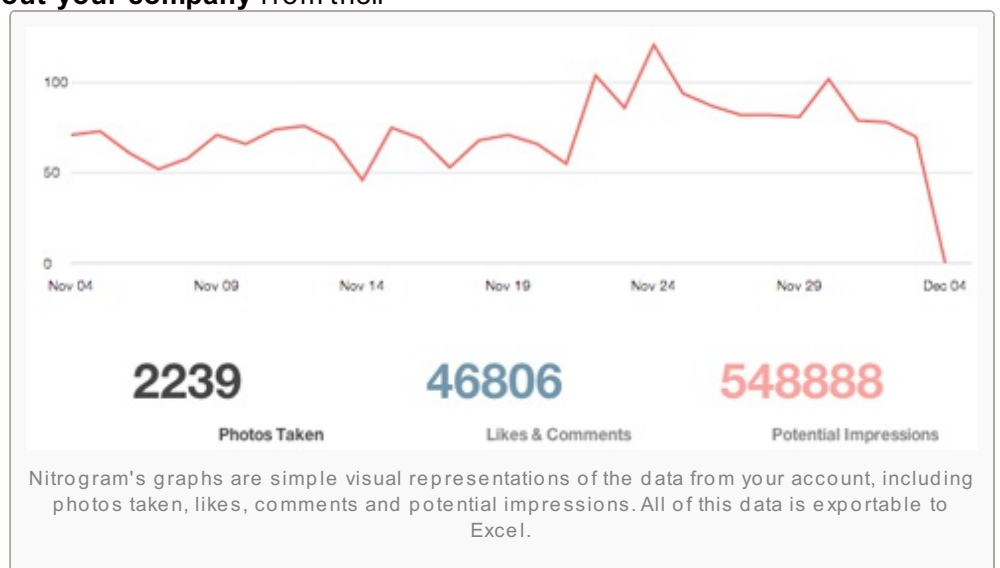 out your company from their
100
50
0
Nov 04 Nov 09 Nov 14 Nov 19 Nov 24 Nov 29 Dec 04
2239 46806 548888
Photos Taken Likes & Comments Potential Impressions
Nitrogram's graphs are simple visual representations of the data from your account, including
photos taken, likes, comments and potential impressions. All of this data is exportable to
Excel.